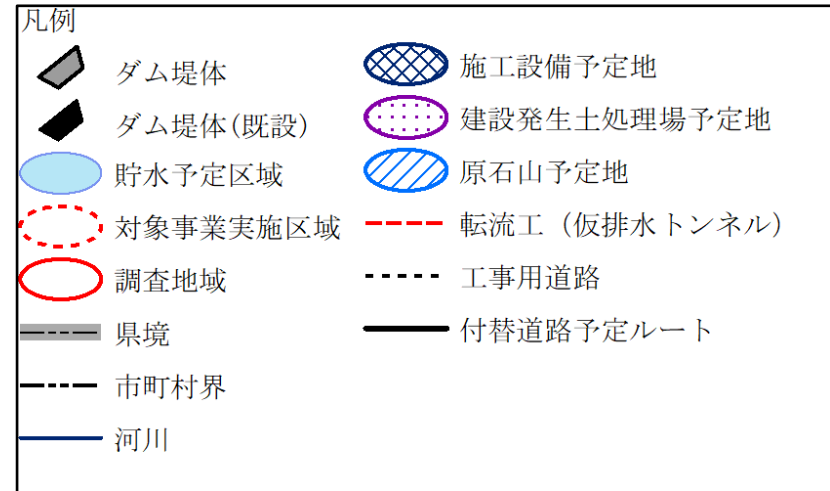 凡例
ダム堤体
ダム堤体(既設)
貯水予定区域
対象事業実施区域
調査地域
県境
市町村界
河川
施工設備予定地
建設発生土処理場予定地
原石山予定地
転流工（仮排水トンネル）
工事用道路
付替道路予定ルート